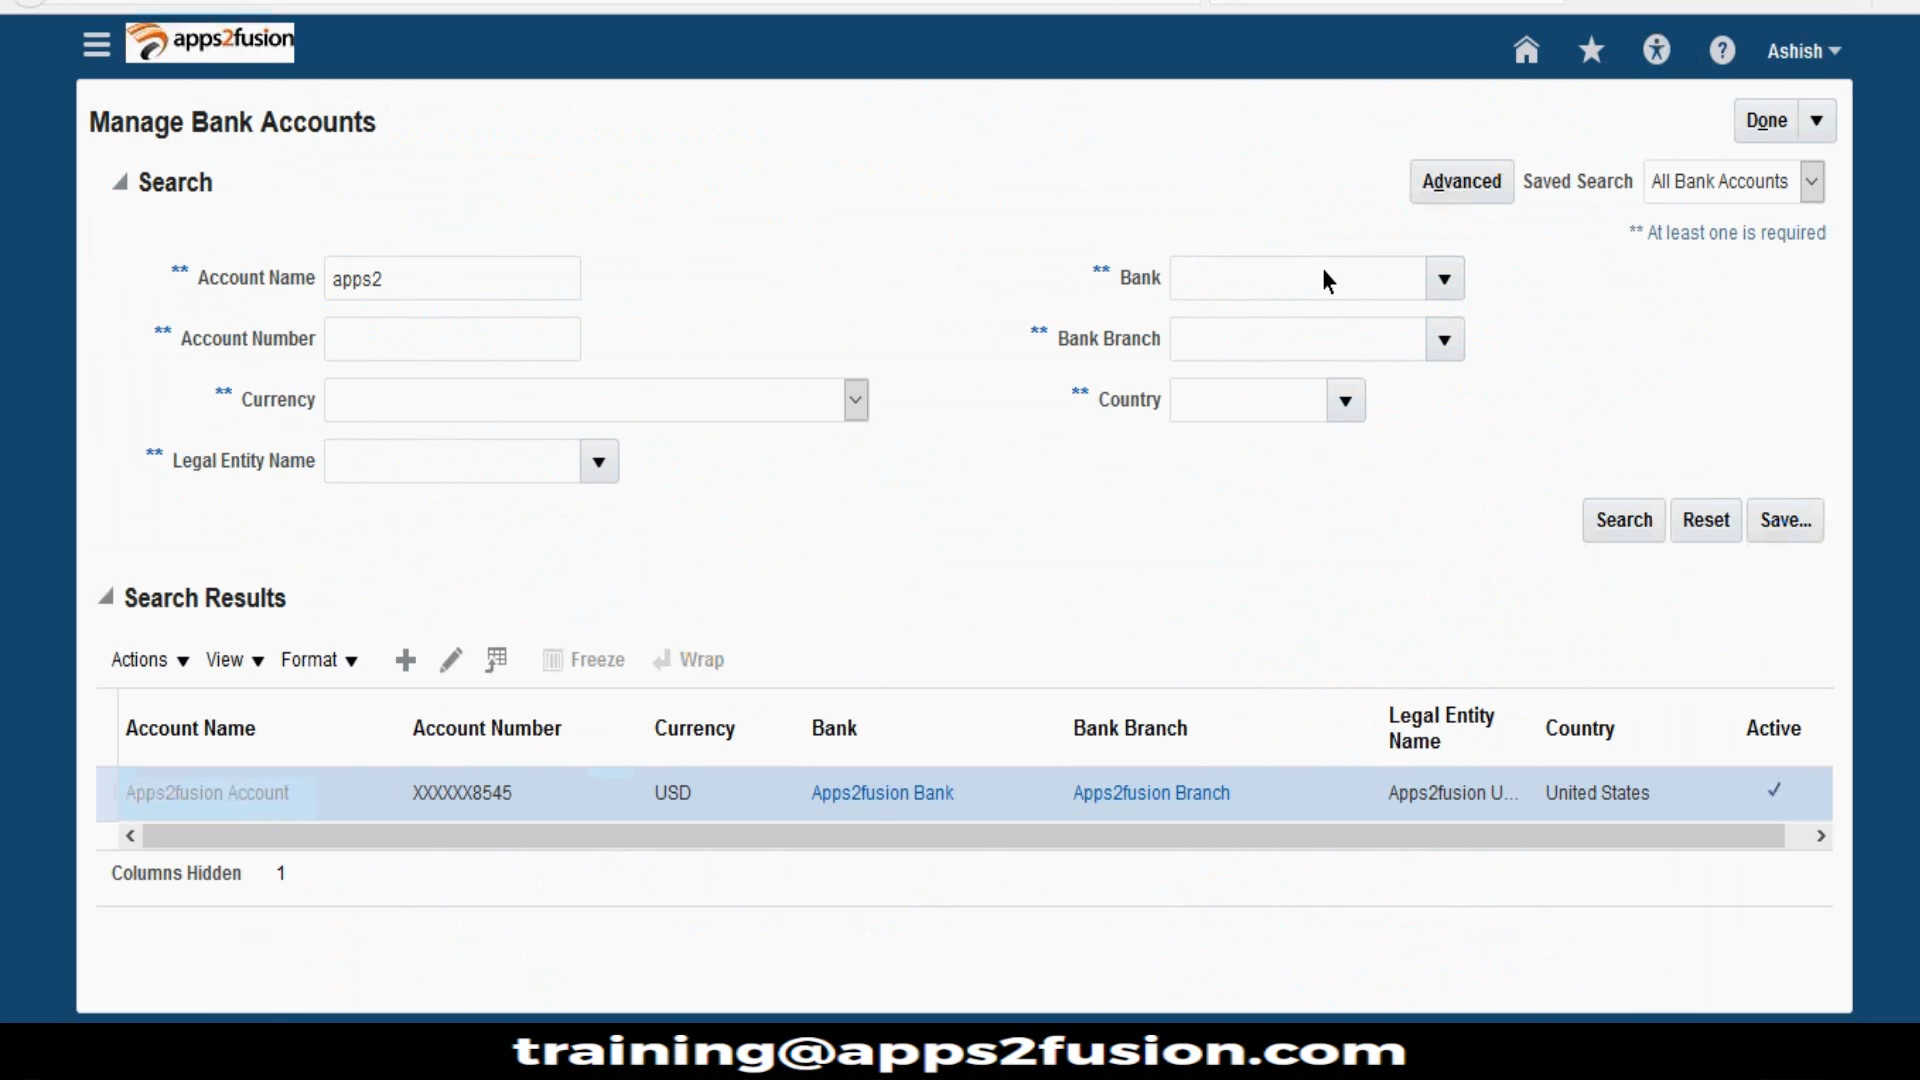 apps2fusion
Ashish
Manage Bank Accounts
Done
Search
Advanced Saved Search All Bank Accounts
** At least one is required
** Account Name apps2
** Bank
** Account Number
** Bank Branch
** Currency
** Country
** Legal Entity Name
Search Reset Save...
Search Results
Actions View Format Freeze Wrap
Account Name Account Number Currency Bank Bank Branch Legal Entity Name Country Active
Apps2fusion Account XXXXXX8545 USD Apps2fusion Bank Apps2fusion Branch Apps2fusion U... United States
Columns Hidden 1
training@apps2fusion.com